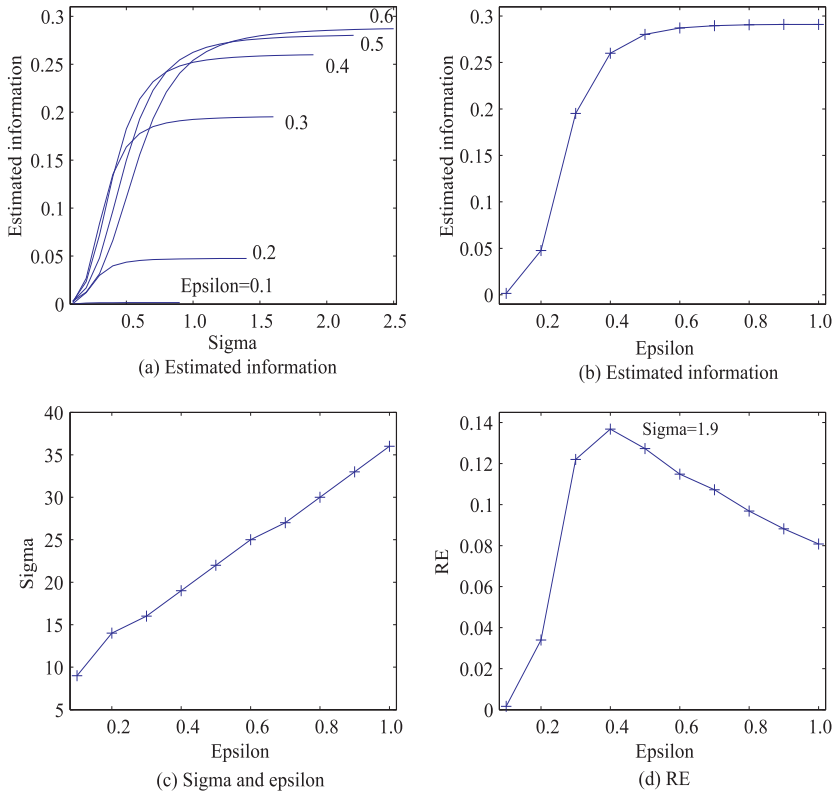 Estimated information
0.3
0.25
0.2
0.15
0.1
0.05
0
0.6
0.5
0.4
0.3
0.2
Epsilon=0.1
0.5 1.0 1.5 2.0 2.5
Sigma
(a) Estimated information
Estimated information
0.3
0.25
0.2
0.15
0.1
0.05
0
0.2 0.4 0.6 0.8 1.0
Epsilon
(b) Estimated information
Sigma
40
35
30
25
20
15
10
5
0.2 0.4 0.6 0.8 1.0
Epsilon
(c) Sigma and epsilon
RE
0.14
0.12
0.1
0.08
0.06
0.04
0.02
0
Sigma=1.9
0.2 0.4 0.6 0.8 1.0
Epsilon
(d) RE